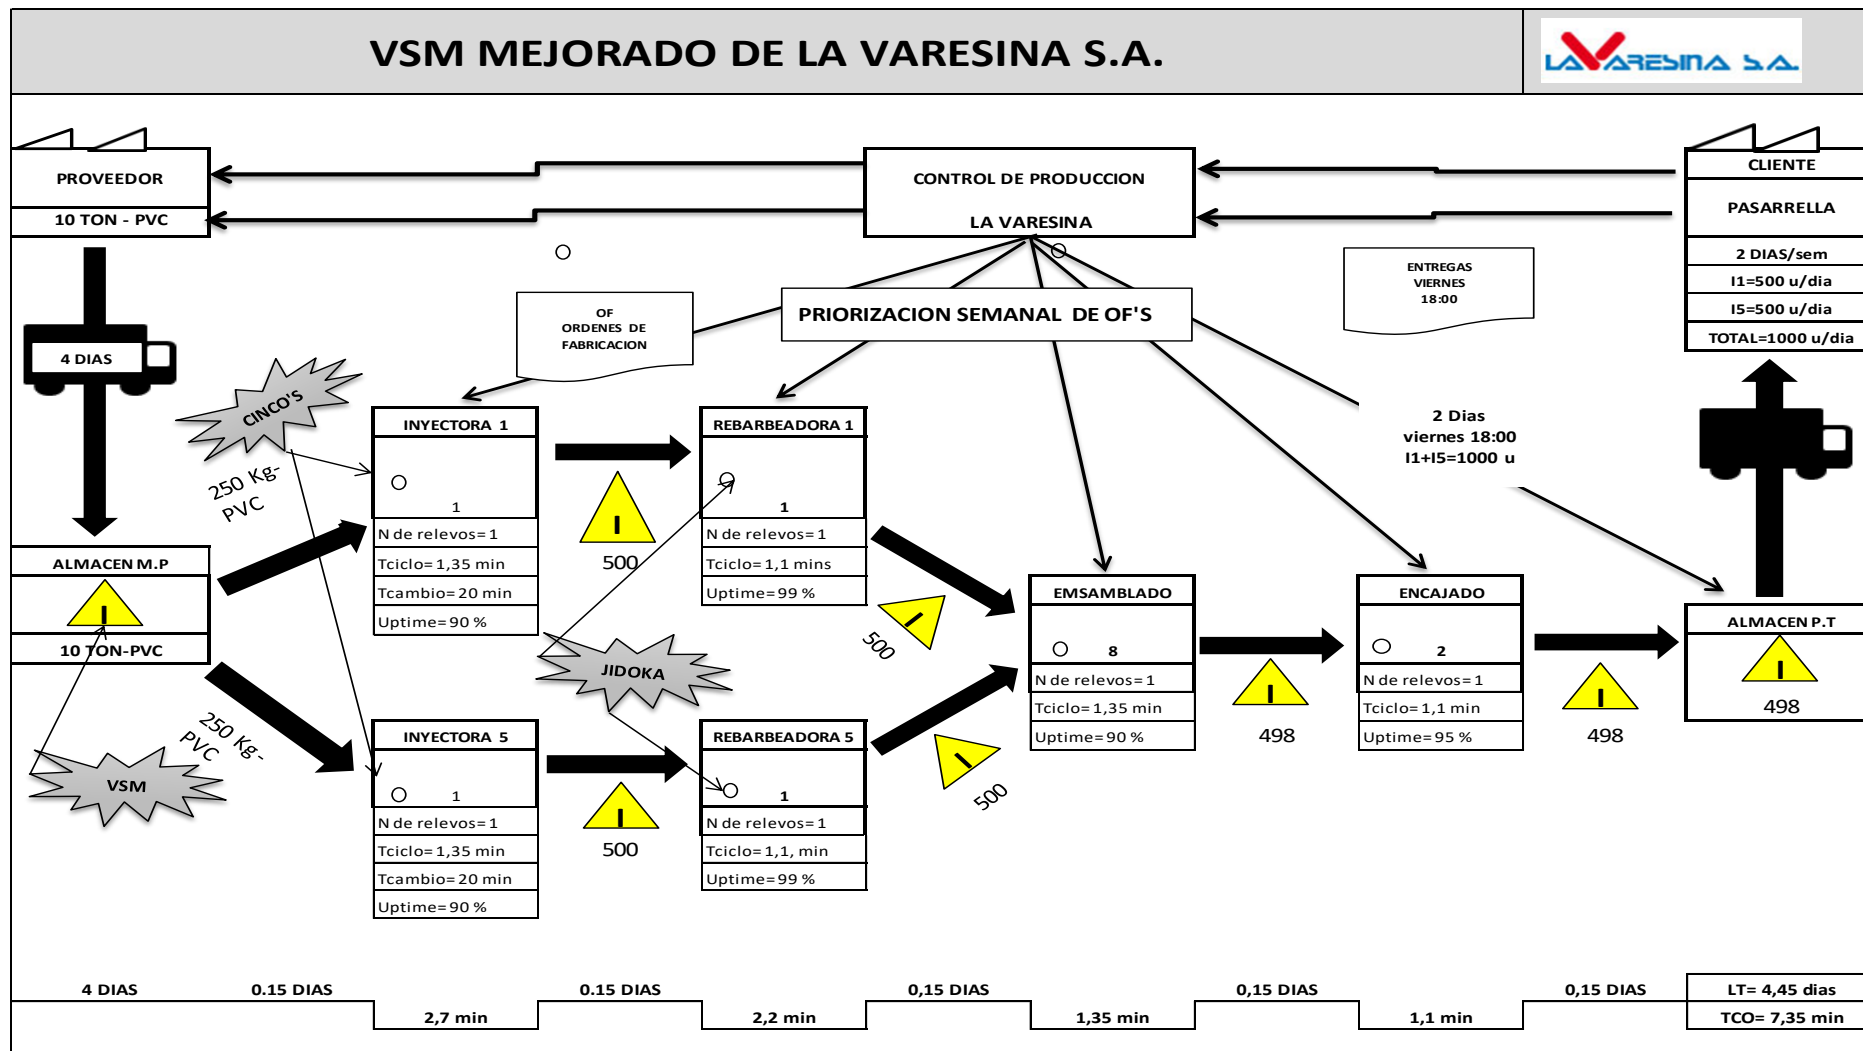 VSM MEJORADO DE LA VARESINA S.A.
LA VARESINA S.A.
PROVEEDOR
10 TON - PVC
CONTROL DE PRODUCCION
LA VARESINA
CLIENTE
PASARRELLA
2 DIAS/sem
I1=500 u/dia
I5=500 u/dia
TOTAL=1000 u/dia
4 DIAS
OF
ORDENES DE
FABRICACION
PRIORIZACION SEMANAL DE OF'S
ENTREGAS
VIERNES
18:00
2 Dias
viernes 18:00
I1+I5=1000 u
CINCO'S
250 Kg-
PVC
INYECTORA 1
1
N de relevos=1
Tciclo=1,35 min
Tcambio=20 min
Uptime=90 %
I
500
REBARBEADORA 1
1
N de relevos=1
Tciclo=1,1 mins
Uptime=99 %
I
500
ALMACEN M.P
I
10 TON-PVC
VSM
250 Kg-
PVC
JIDOKA
INYECTORA 5
1
N de relevos=1
Tciclo=1,35 min
Tcambio=20 min
Uptime=90 %
I
500
REBARBEADORA 5
1
N de relevos=1
Tciclo=1,1, min
Uptime=99 %
I
500
EMSAMBLADO
8
N de relevos=1
Tciclo=1,35 min
Uptime=90 %
I
498
ENCAJADO
2
N de relevos=1
Tciclo=1,1 min
Uptime=95 %
I
498
ALMACEN P.T
I
498
4 DIAS
0.15 DIAS
0.15 DIAS
0,15 DIAS
0,15 DIAS
0,15 DIAS
LT= 4,45 dias
2,7 min
2,2 min
1,35 min
1,1 min
TCO= 7,35 min